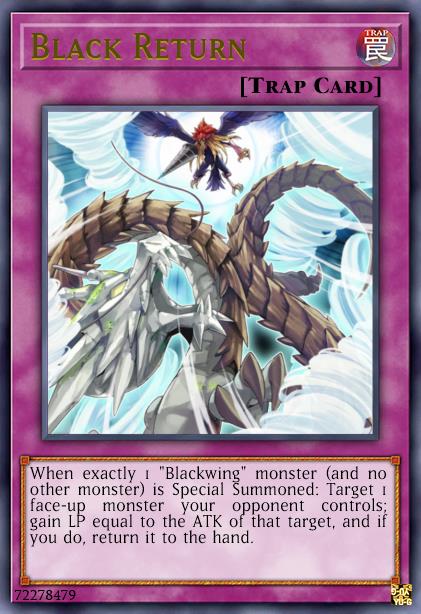 Black Return
TRAP
罠
[Trap Card]
When exactly 1 "Blackwing" monster (and no
other monster) is Special Summoned: Target 1
face-up monster your opponent controls;
gain LP equal to the ATK of that target, and if
you do, return it to the hand.
72278479